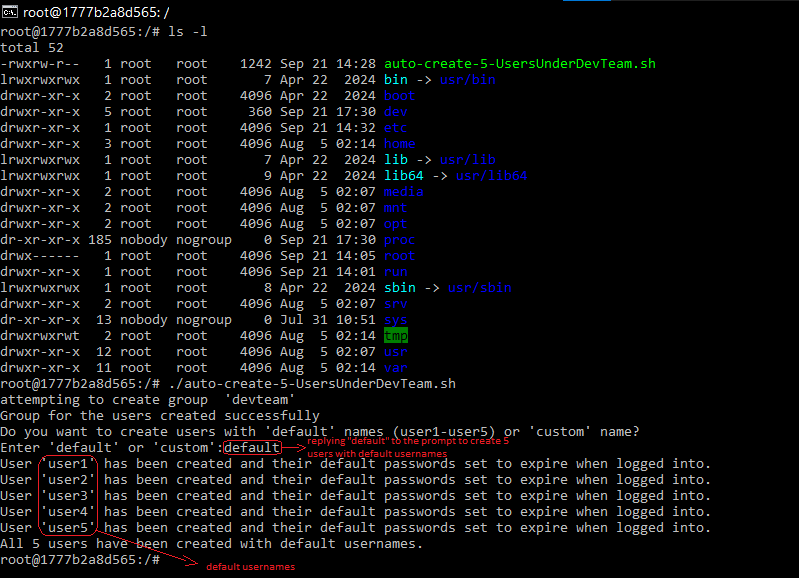 root@1777b2a8d565: /
root@1777b2a8d565:/# ls -l
total 52
-rwxrw-r--   1 root   root    1242 Sep 21 14:28 auto-create-5-UsersUnderDevTeam.sh
lrwxrwxrwx   1 root   root       7 Apr 22  2024 bin -> usr/bin
drwxr-xr-x   2 root   root    4096 Apr 22  2024 boot
drwxr-xr-x   5 root   root     360 Sep 21 17:30 dev
drwxr-xr-x   1 root   root    4096 Sep 21 14:32 etc
drwxr-xr-x   3 root   root    4096 Aug  5 02:14 home
lrwxrwxrwx   1 root   root       7 Apr 22  2024 lib -> usr/lib
lrwxrwxrwx   1 root   root       9 Apr 22  2024 lib64 -> usr/lib64
drwxr-xr-x   2 root   root    4096 Aug  5 02:07 media
drwxr-xr-x   2 root   root    4096 Aug  5 02:07 mnt
drwxr-xr-x   2 root   root    4096 Aug  5 02:07 opt
dr-xr-xr-x 185 nobody nogroup    0 Sep 21 17:30 proc
drwx------   1 root   root    4096 Sep 21 14:05 root
drwxr-xr-x   1 root   root    4096 Sep 21 14:01 run
lrwxrwxrwx   1 root   root       8 Apr 22  2024 sbin -> usr/sbin
drwxr-xr-x   2 root   root    4096 Aug  5 02:07 srv
dr-xr-xr-x  13 nobody nogroup    0 Jul 31 10:51 sys
drwxrwxrwt   2 root   root    4096 Aug  5 02:14 tmp
drwxr-xr-x  12 root   root    4096 Aug  5 02:07 usr
drwxr-xr-x  11 root   root    4096 Aug  5 02:14 var
root@1777b2a8d565:/# ./auto-create-5-UsersUnderDevTeam.sh
attempting to create group  'devteam'
Group for the users created successfully
Do you want to create users with 'default' names (user1-user5) or 'custom' name?
Enter 'default' or 'custom':default
replying "default" to the prompt to create 5
users with default usernames
User 'user1' has been created and their default passwords set to expire when logged into.
User 'user2' has been created and their default passwords set to expire when logged into.
User 'user3' has been created and their default passwords set to expire when logged into.
User 'user4' has been created and their default passwords set to expire when logged into.
User 'user5' has been created and their default passwords set to expire when logged into.
All 5 users have been created with default usernames.
root@1777b2a8d565:/#
default usernames